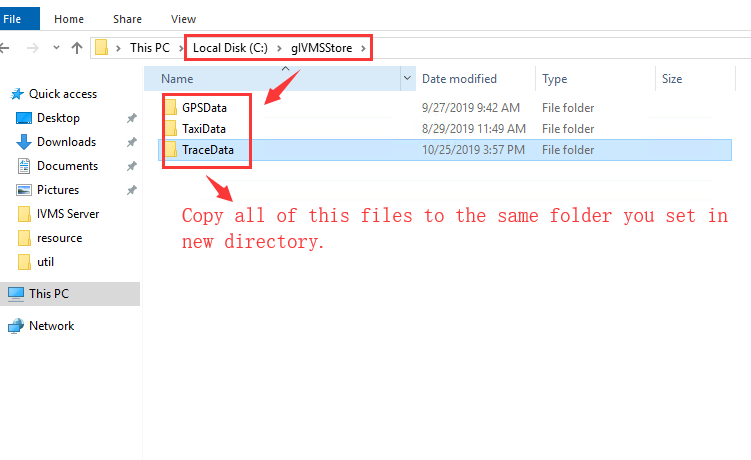 File Home Share View
This PC Local Disk (C:) gIVMSStore
Name Date modified Type Size
Quick access
Desktop
Downloads
Documents
Pictures
IVMS Server
resource
util
This PC
Network
GPSData 9/27/2019 9:42 AM File folder
TaxiData 8/29/2019 11:49 AM File folder
TraceData 10/25/2019 3:57 PM File folder
Copy all of this files to the same folder you set in
new directory.